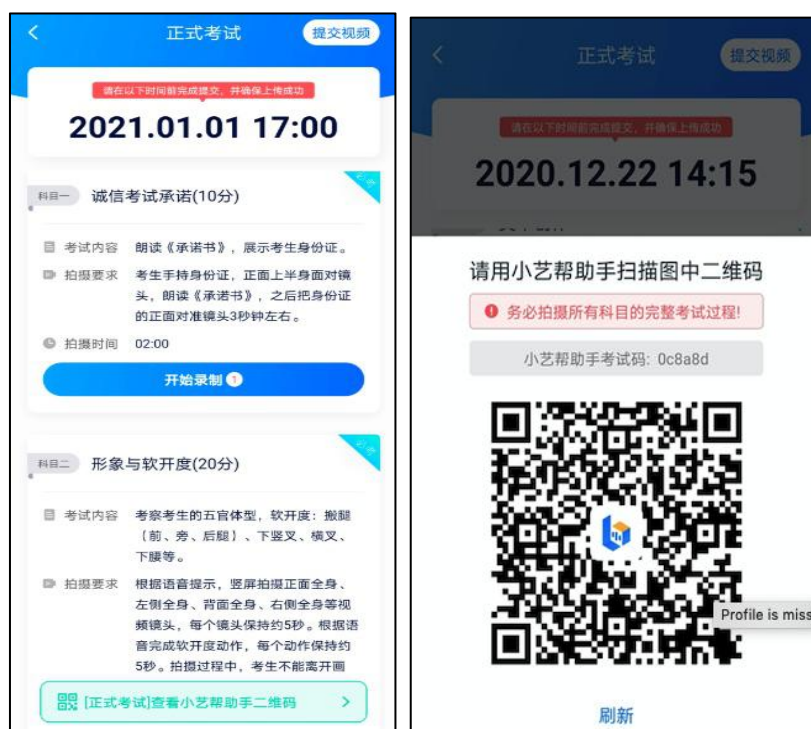 正式考试
提交视频
请在以下时间前完成提交，并确保上传成功
2021.01.01 17:00
科目一
诚信考试承诺(10分)
必考
考试内容 朗读《承诺书》，展示考生身份证。
拍摄要求 考生手持身份证，正面上半身面对镜
头，朗读《承诺书》，之后把身份证
的正面对准镜头3秒钟左右。
拍摄时间 02:00
开始录制 1
科目二
形象与软开度(20分)
必考
考试内容 考察考生的五官体型，软开度：搬腿
（前、旁、后腿）、下竖叉、横叉、
下腰等。
拍摄要求 根据语音提示，竖屏拍摄正面全身、
左侧全身、背面全身、右侧全身等视
频镜头，每个镜头保持约5秒。根据语
音完成软开度动作，每个动作保持约
5秒。拍摄过程中，考生不能离开画
[正式考试]查看小艺帮助手二维码
正式考试
提交视频
请在以下时间前完成提交，并确保上传成功
2020.12.22 14:15
请用小艺帮助手扫描图中二维码
务必拍摄所有科目的完整考试过程!
小艺帮助手考试码: 0c8a8d
Profile is miss
刷新